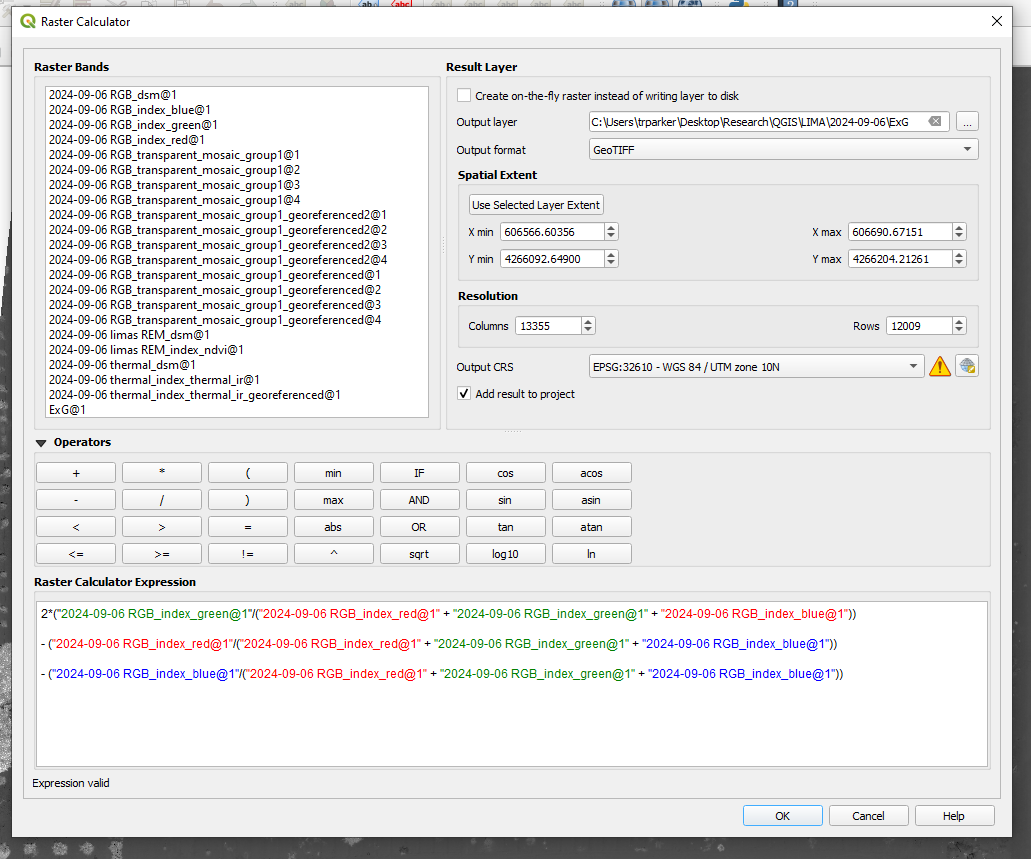 Raster Calculator
Raster Bands
2024-09-06 RGB_dsm@1
2024-09-06 RGB_index_blue@1
2024-09-06 RGB_index_green@1
2024-09-06 RGB_index_red@1
2024-09-06 RGB_transparent_mosaic_group1@1
2024-09-06 RGB_transparent_mosaic_group1@2
2024-09-06 RGB_transparent_mosaic_group1@3
2024-09-06 RGB_transparent_mosaic_group1@4
2024-09-06 RGB_transparent_mosaic_group1_georeferenced2@1
2024-09-06 RGB_transparent_mosaic_group1_georeferenced2@2
2024-09-06 RGB_transparent_mosaic_group1_georeferenced2@3
2024-09-06 RGB_transparent_mosaic_group1_georeferenced2@4
2024-09-06 RGB_transparent_mosaic_group1_georeferenced@1
2024-09-06 RGB_transparent_mosaic_group1_georeferenced@2
2024-09-06 RGB_transparent_mosaic_group1_georeferenced@3
2024-09-06 RGB_transparent_mosaic_group1_georeferenced@4
2024-09-06 limas REM_dsm@1
2024-09-06 limas REM_index_ndvi@1
2024-09-06 thermal_dsm@1
2024-09-06 thermal_index_thermal_ir@1
2024-09-06 thermal_index_thermal_ir_georeferenced@1
ExG@1
Result Layer
Create on-the-fly raster instead of writing layer to disk
Output layer C:\Users\trparker\Desktop\Research\QGIS\LIMA\2024-09-06\ExG ...
Output format GeoTIFF
Spatial Extent
Use Selected Layer Extent
X min 606566.60356 X max 606690.67151
Y min 4266092.64900 Y max 4266204.21261
Resolution
Columns 13355 Rows 12009
Output CRS EPSG:32610 - WGS 84 / UTM zone 10N
Add result to project
Operators
+ * ( min IF cos acos
- / ) max AND sin asin
< > = abs OR tan atan
<= >= != ^ sqrt log10 ln
Raster Calculator Expression
2*("2024-09-06 RGB_index_green@1"/("2024-09-06 RGB_index_red@1" + "2024-09-06 RGB_index_green@1" + "2024-09-06 RGB_index_blue@1"))
- ("2024-09-06 RGB_index_red@1"/("2024-09-06 RGB_index_red@1" + "2024-09-06 RGB_index_green@1" + "2024-09-06 RGB_index_blue@1"))
- ("2024-09-06 RGB_index_blue@1"/("2024-09-06 RGB_index_red@1" + "2024-09-06 RGB_index_green@1" + "2024-09-06 RGB_index_blue@1"))
Expression valid
OK Cancel Help